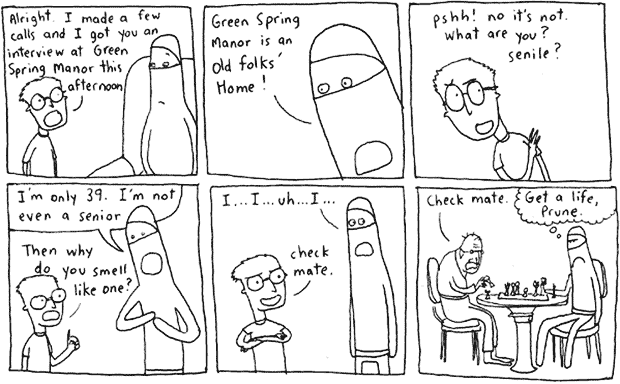 Alright. I made a few
calls and I got you an
interview at Green
Spring Manor this
afternoon
Green Spring
Manor is an
old folks'
Home!
pshh! no it's not.
what are you?
senile?
I'm only 39. I'm not
even a senior
Then why
do you smell
like one?
I...I...uh...I...
check
mate.
Check mate.
Get a life,
Prune.